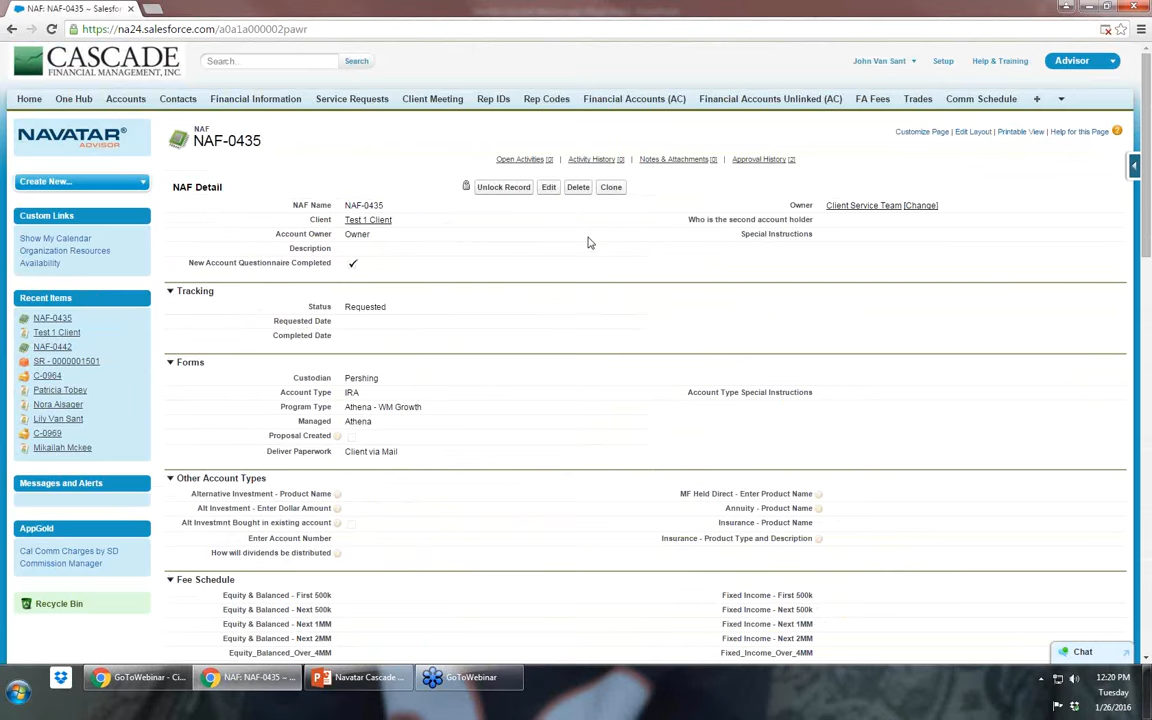 NAF: NAF-0435 ~ Salesfor
https://na24.salesforce.com/a0a1a000002pawr
CASCADE
FINANCIAL MANAGEMENT, INC.
Search...
Search
John Van Sant
Setup
Help & Training
Advisor
Home
One Hub
Accounts
Contacts
Financial Information
Service Requests
Client Meeting
Rep IDs
Rep Codes
Financial Accounts (AC)
Financial Accounts Unlinked (AC)
FA Fees
Trades
Comm Schedule
+
NAVATAR®
ADVISOR
Create New...
Custom Links
Show My Calendar
Organization Resources
Availability
Recent Items
NAF-0435
Test 1 Client
NAF-0442
SR - 0000001501
C-0964
Patricia Tobey
Nora Alsager
Lily Van Sant
C-0969
Mikailah Mckee
Messages and Alerts
AppGold
Cal Comm Charges by SD
Commission Manager
Recycle Bin
NAF
NAF-0435
Customize Page | Edit Layout | Printable View | Help for this Page
Open Activities [0] | Activity History [0] | Notes & Attachments [0] | Approval History [2]
NAF Detail
Unlock Record
Edit
Delete
Clone
NAF Name NAF-0435
Owner Client Service Team [Change]
Client Test 1 Client
Who is the second account holder
Account Owner Owner
Special Instructions
Description
New Account Questionnaire Completed
Tracking
Status Requested
Requested Date
Completed Date
Forms
Custodian Pershing
Account Type IRA
Account Type Special Instructions
Program Type Athena - WM Growth
Managed Athena
Proposal Created
Deliver Paperwork Client via Mail
Other Account Types
Alternative Investment - Product Name
MF Held Direct - Enter Product Name
Alt Investment - Enter Dollar Amount
Annuity - Product Name
Alt Investmnt Bought in existing account
Insurance - Product Name
Enter Account Number
Insurance - Product Type and Description
How will dividends be distributed
Fee Schedule
Equity & Balanced - First 500k
Fixed Income - First 500k
Equity & Balanced - Next 500k
Fixed Income - Next 500k
Equity & Balanced - Next 1MM
Fixed Income - Next 1MM
Equity & Balanced - Next 2MM
Fixed Income - Next 2MM
Equity_Balanced_Over_4MM
Fixed_Income_Over_4MM
Chat
GoToWebinar - Ci...
NAF: NAF-0435 ~ ...
Navatar Cascade ...
GoToWebinar
12:20 PM
Tuesday
1/26/2016